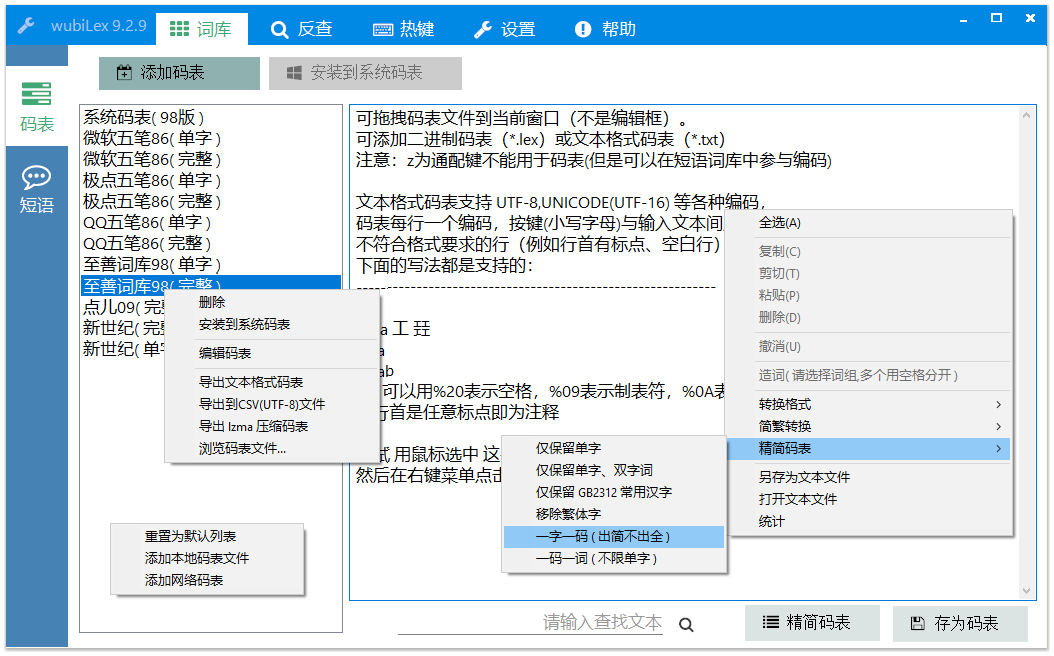 wubiLex 9.2.9
词库
反查
热键
设置
帮助
码表
短语
添加码表
安装到系统码表
系统码表( 98版 )
微软五笔86( 单字 )
微软五笔86( 完整 )
极点五笔86( 单字 )
极点五笔86( 完整 )
QQ五笔86( 单字 )
QQ五笔86( 完整 )
至善词库98( 单字 )
至善词库98( 完整 )
点儿09( 完
新世纪( 完
新世纪( 单
删除
安装到系统码表
编辑码表
导出文本格式码表
导出到CSV(UTF-8)文件
导出 lzma 压缩码表
浏览码表文件...
重置为默认列表
添加本地码表文件
添加网络码表
可拖拽码表文件到当前窗口（不是编辑框）。
可添加二进制码表（*.lex）或文本格式码表（*.txt）
注意：z为通配键不能用于码表(但是可以在短语词库中参与编码)
文本格式码表支持 UTF-8,UNICODE(UTF-16) 等各种编码，
码表每行一个编码，按键(小写字母)与输入文本间
不符合格式要求的行（例如行首有标点、空白行）
下面的写法都是支持的：
------------------------------------------------------------
a 工 㠭
a
ab
可以用%20表示空格，%09表示制表符，%0A表
行首是任意标点即为注释
试 用鼠标选中 这
然后在右键菜单点击
全选(A)
复制(C)
剪切(T)
粘贴(P)
删除(D)
撤消(U)
造词( 请选择词组,多个用空格分开 )
转换格式
简繁转换
精简码表
另存为文本文件
打开文本文件
统计
仅保留单字
仅保留单字、双字词
仅保留 GB2312 常用汉字
移除繁体字
一字一码 ( 出简不出全 )
一码一词 ( 不限单字 )
请输入查找文本
精简码表
存为码表